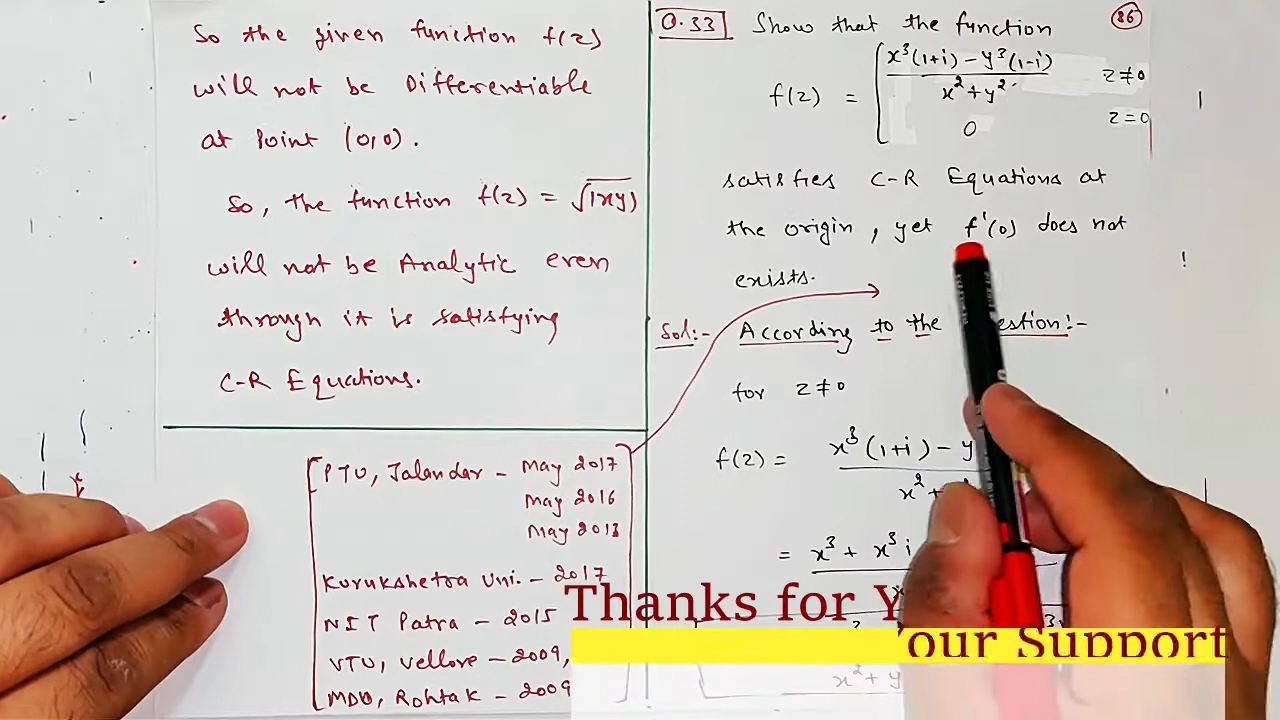 So the given function f(z)
will not be Differentiable
at Point (0,0).
So, the function f(z) = √|xy|
will not be Analytic even
through it is satisfying
C-R Equations.
PTU, Jalandar - May 2017
May 2016
May 2013
Kurukshetra Uni. - 2017
NIT Patra - 2015
VTU, Vellore - 2009,
MDU, Rohtak - 2009
86
Q.33 Show that the function
f(z) = x³(1+i) - y³(1-i) / x² + y² z≠0
0 z=0
satisfies C-R Equations at
the origin, yet f'(0) does not
exists.
Sol:- According to the estion:-
for z≠0
f(z) = x³(1+i) - y
x² +
= x³ + x³i
x² + y
Thanks for Y
Your Support